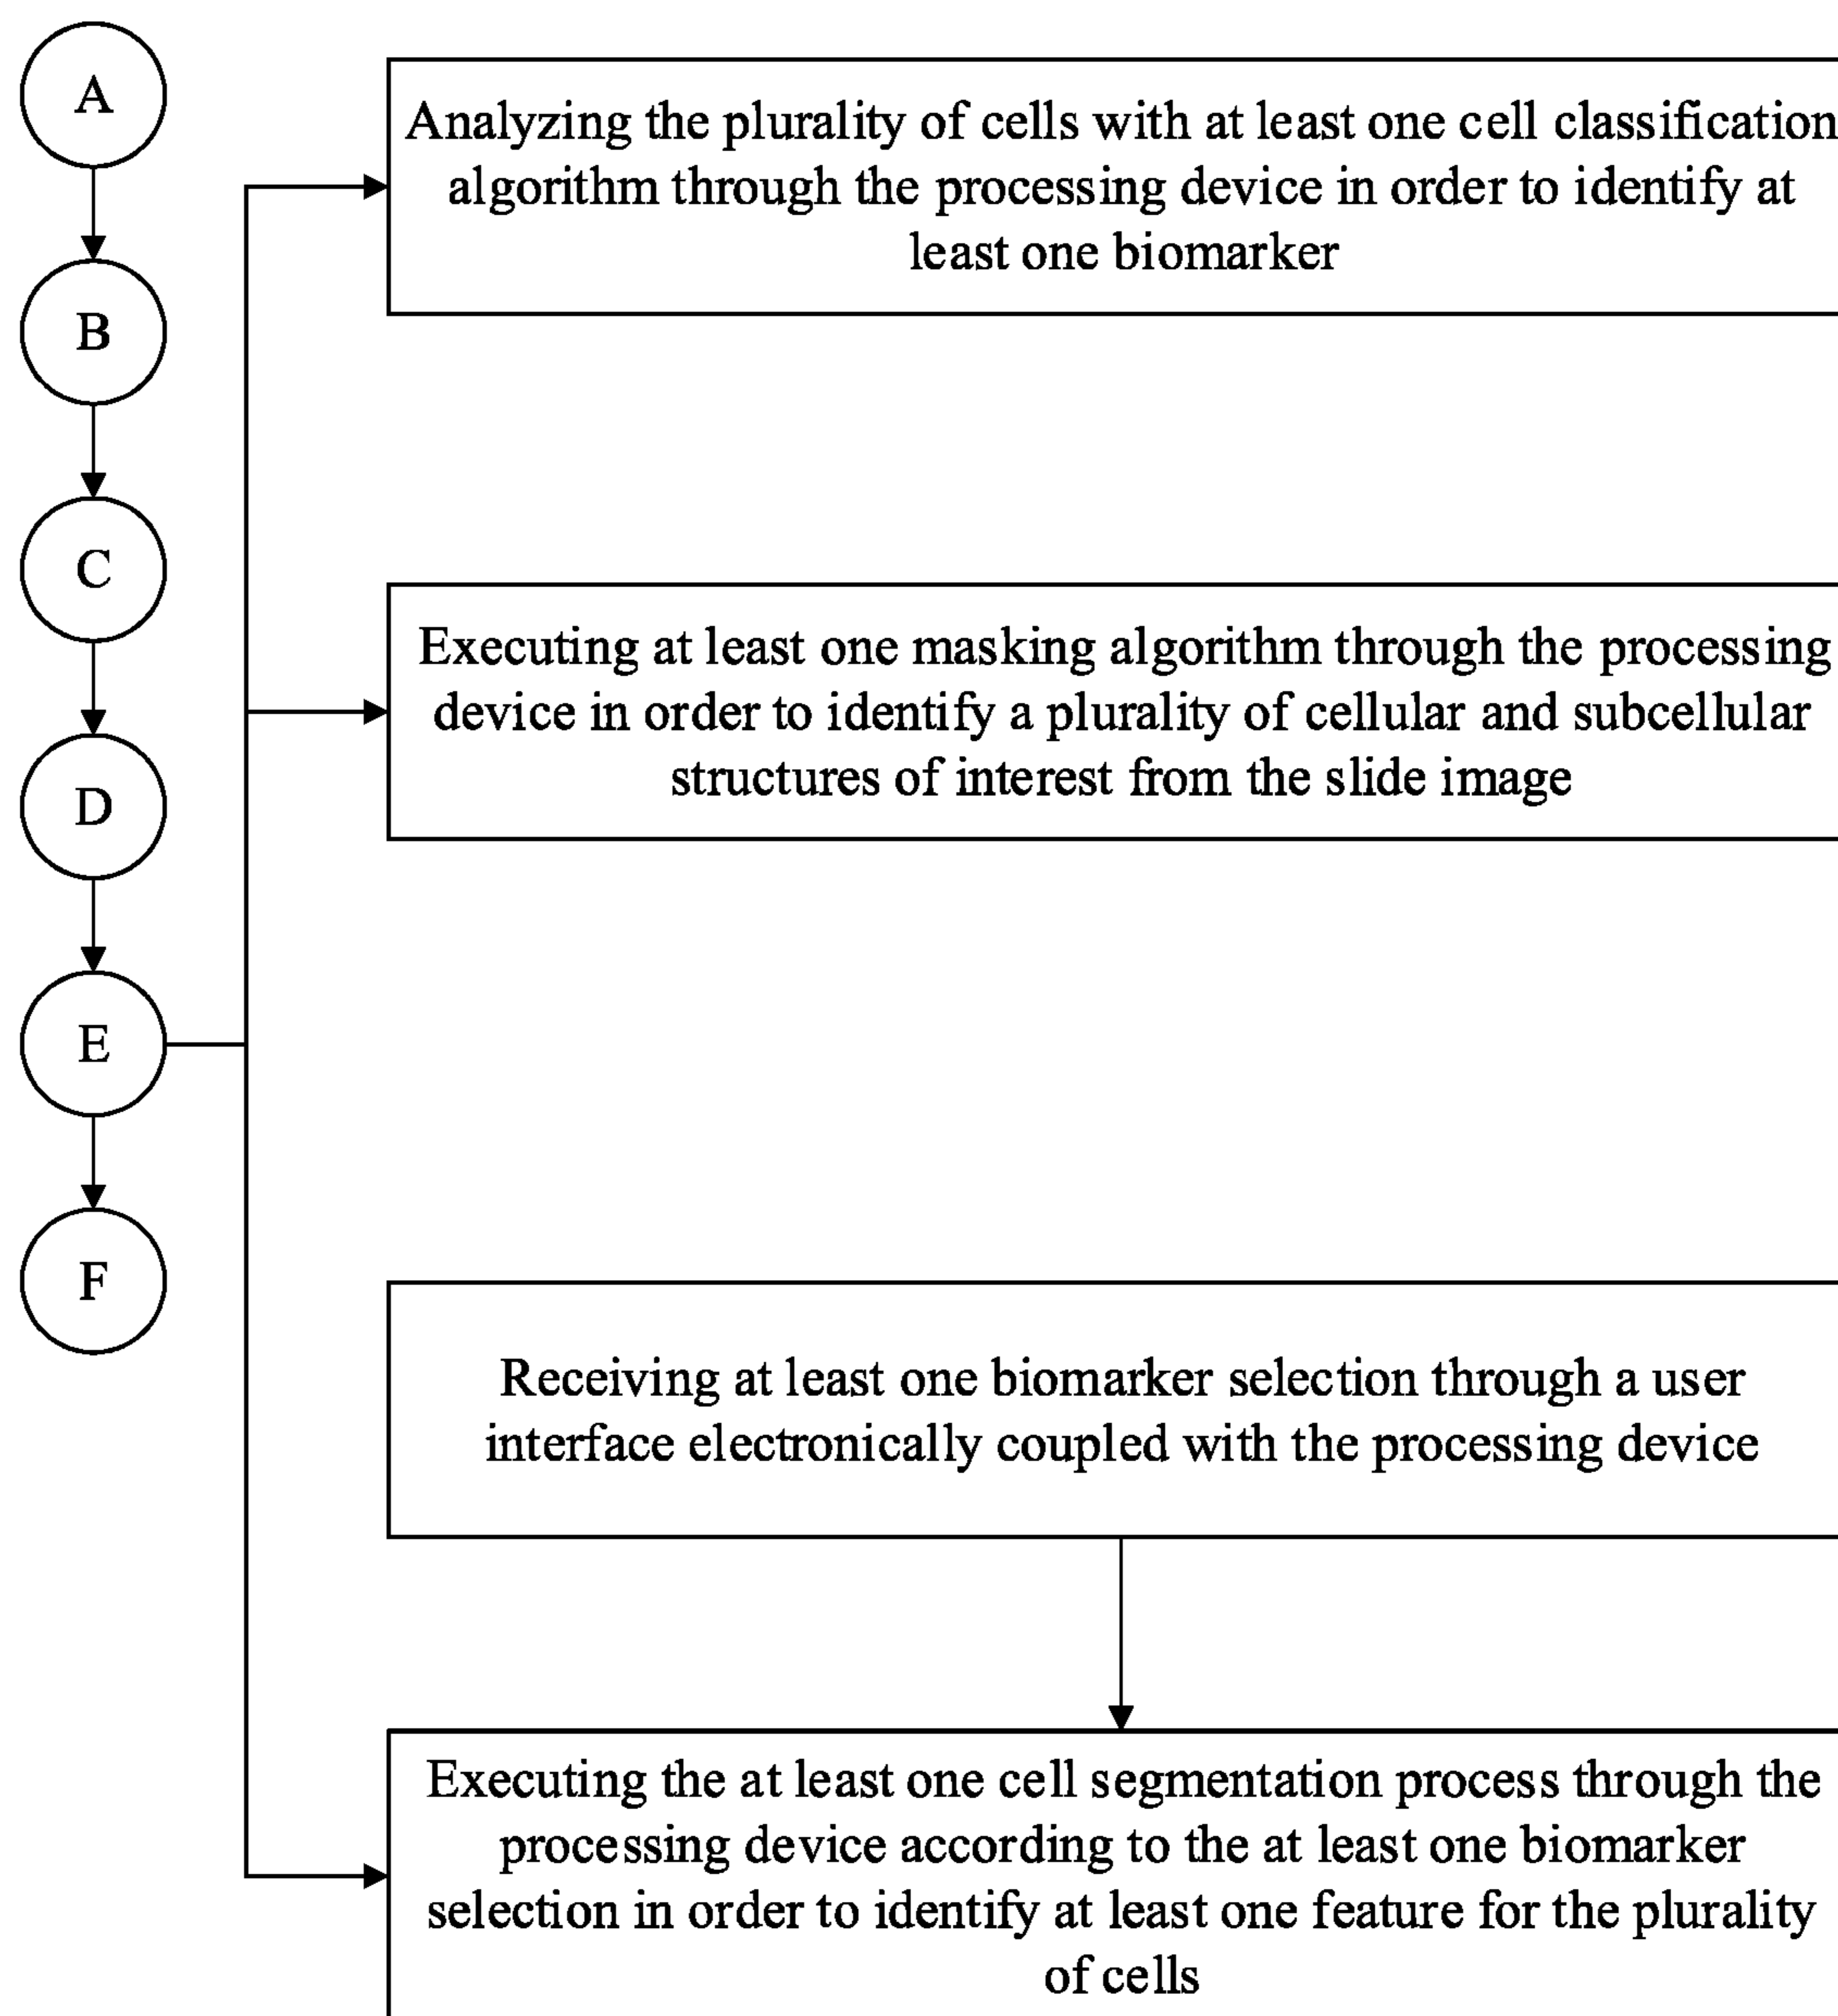 A
B
C
D
E
F
Analyzing the plurality of cells with at least one cell classification
algorithm through the processing device in order to identify at
least one biomarker
Executing at least one masking algorithm through the processing
device in order to identify a plurality of cellular and subcellular
structures of interest from the slide image
Receiving at least one biomarker selection through a user
interface electronically coupled with the processing device
Executing the at least one cell segmentation process through the
processing device according to the at least one biomarker
selection in order to identify at least one feature for the plurality
of cells